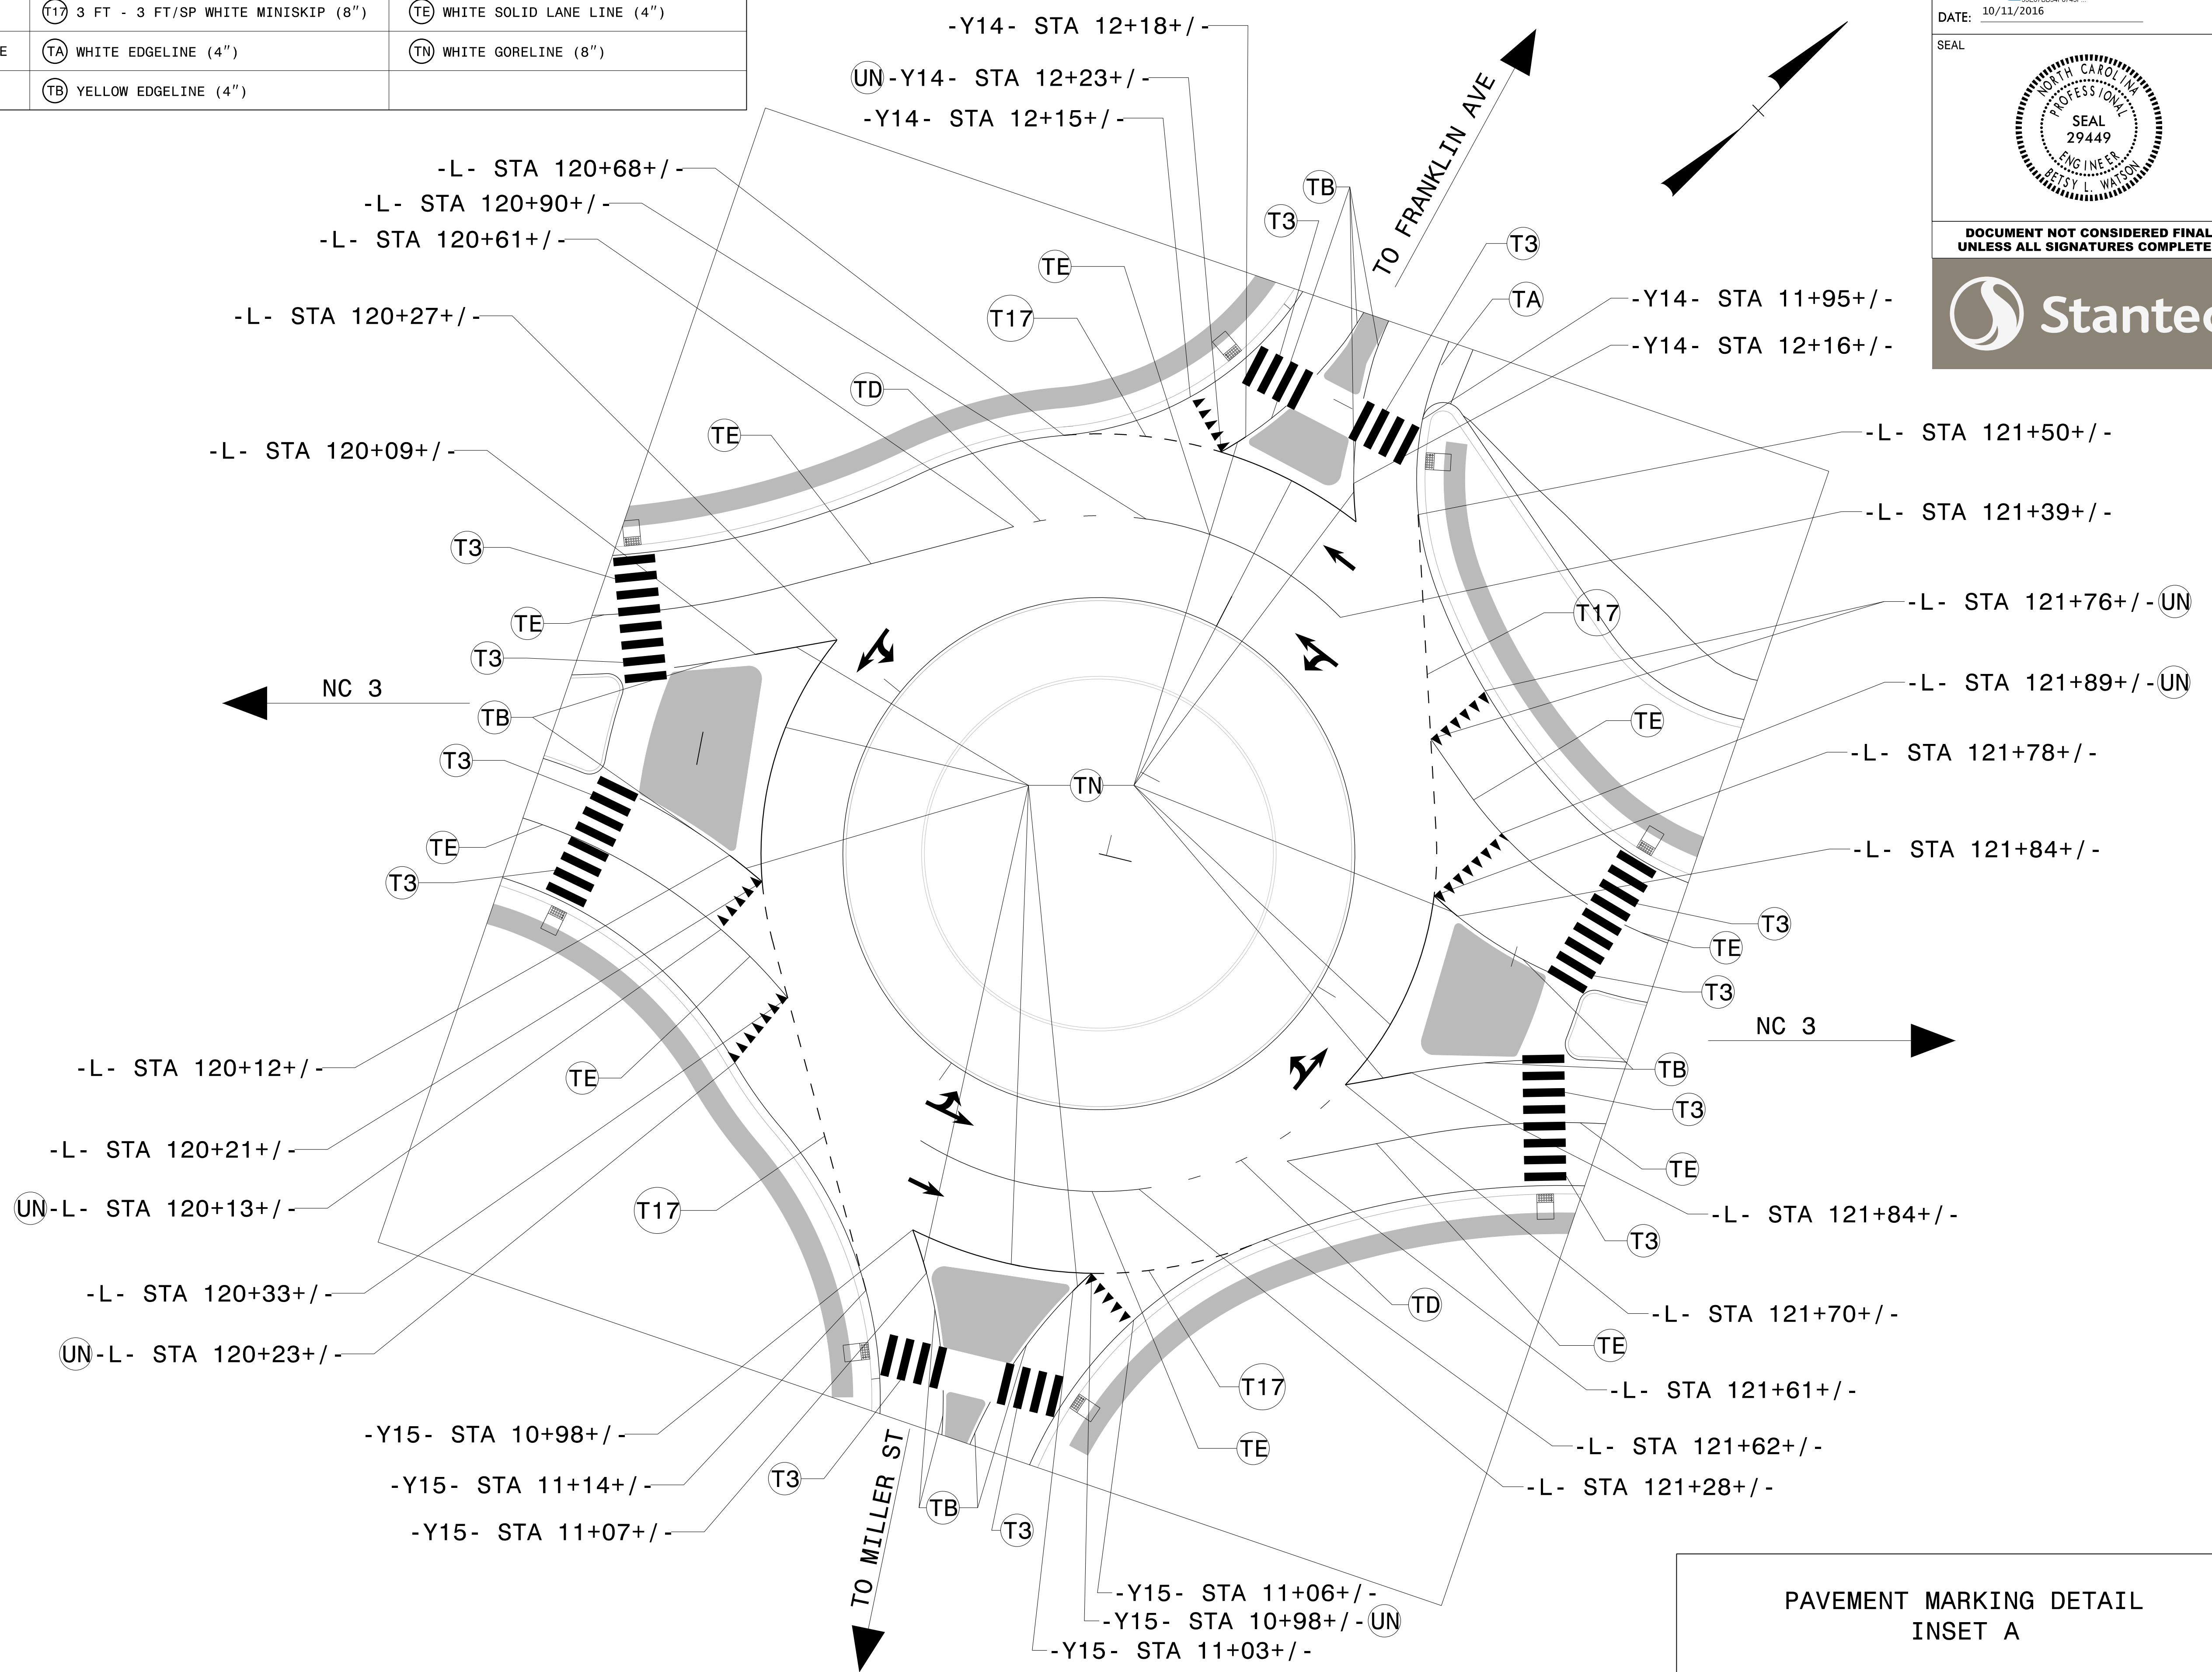 T17 3 FT - 3 FT/SP WHITE MINISKIP (8")
TE WHITE SOLID LANE LINE (4")
E
TA WHITE EDGELINE (4")
TN WHITE GORELINE (8")
TB YELLOW EDGELINE (4")
DATE: 10/11/2016
SEAL
NORTH CAROLINA
PROFESSIONAL
SEAL
29449
ENGINEER
BETSY L. WATSON
DOCUMENT NOT CONSIDERED FINAL
UNLESS ALL SIGNATURES COMPLETE
Stantec
-Y14- STA 12+18+/-
UN -Y14- STA 12+23+/-
-Y14- STA 12+15+/-
-L- STA 120+68+/-
-L- STA 120+90+/-
-L- STA 120+61+/-
-L- STA 120+27+/-
-L- STA 120+09+/-
TO FRANKLIN AVE
TB
T3
T3
TE
TA
T17
TD
TE
-Y14- STA 11+95+/-
-Y14- STA 12+16+/-
-L- STA 121+50+/-
-L- STA 121+39+/-
-L- STA 121+76+/- UN
T17
-L- STA 121+89+/- UN
TE
-L- STA 121+78+/-
-L- STA 121+84+/-
T3
TE
T3
NC 3
TB
T3
TE
T3
TN
T3
TE
T3
NC 3
TB
T3
TE
T3
-L- STA 120+12+/-
TE
-L- STA 120+21+/-
UN -L- STA 120+13+/-
T17
-L- STA 120+33+/-
UN -L- STA 120+23+/-
-L- STA 121+84+/-
TD
-L- STA 121+70+/-
TE
-L- STA 121+61+/-
T17
-L- STA 121+62+/-
TE
-L- STA 121+28+/-
-Y15- STA 10+98+/-
-Y15- STA 11+14+/-
-Y15- STA 11+07+/-
T3
TB
T3
TO MILLER ST
-Y15- STA 11+06+/-
-Y15- STA 10+98+/- UN
-Y15- STA 11+03+/-
PAVEMENT MARKING DETAIL
INSET A